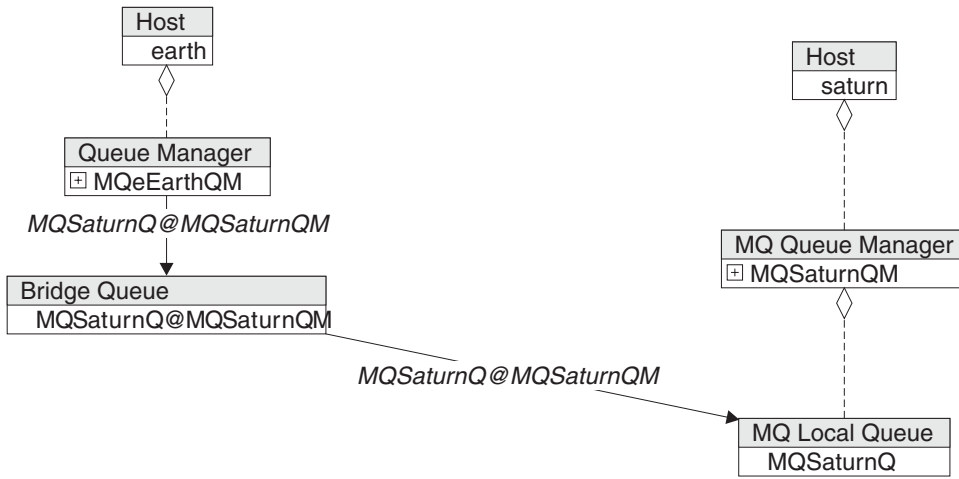 Host
earth
Host
saturn
Queue Manager
MQeEarthQM
MQSaturnQ@MQSaturnQM
MQ Queue Manager
MQSaturnQM
Bridge Queue
MQSaturnQ@MQSaturnQM
MQSaturnQ@MQSaturnQM
MQ Local Queue
MQSaturnQ